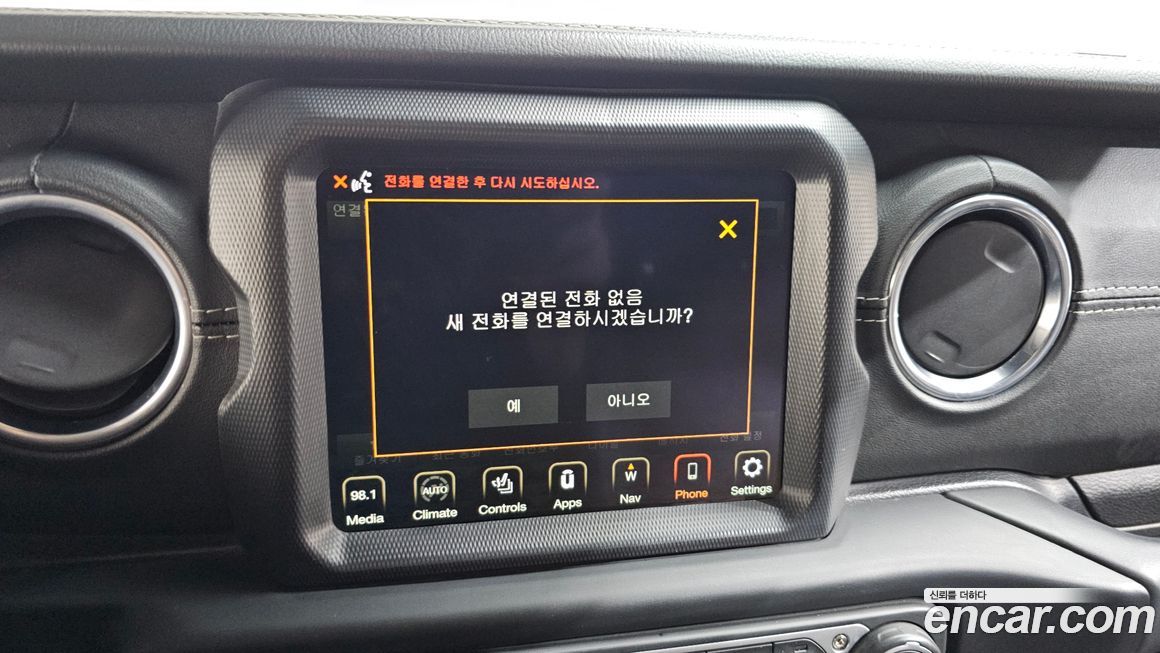 전화를 연결한 후 다시 시도하십시오.
연결
연결된 전화 없음
새 전화를 연결하시겠습니까?
예
아니오
98.1
AUTO
W
Media
Climate
Controls
Apps
Nav
Phone
Settings
신뢰를 더하다
encar.com